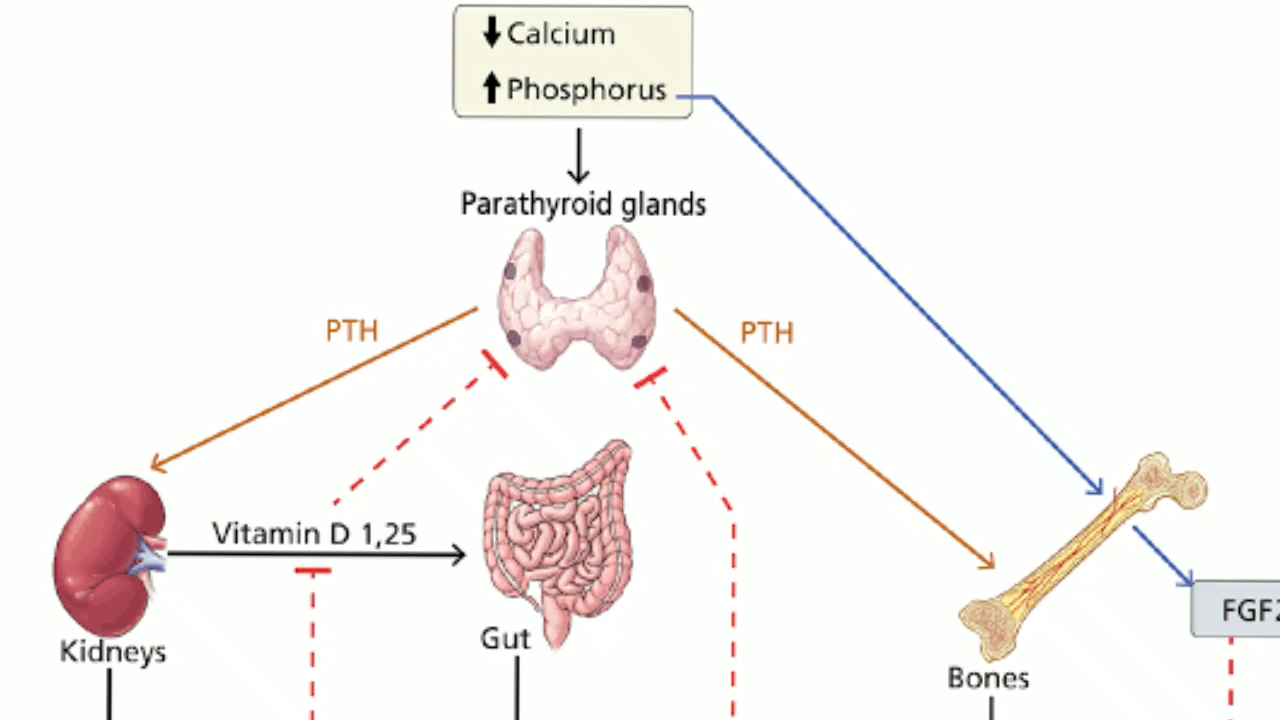 Calcium
Phosphorus
Parathyroid glands
PTH
PTH
Vitamin D 1,25
Gut
Kidneys
Bones